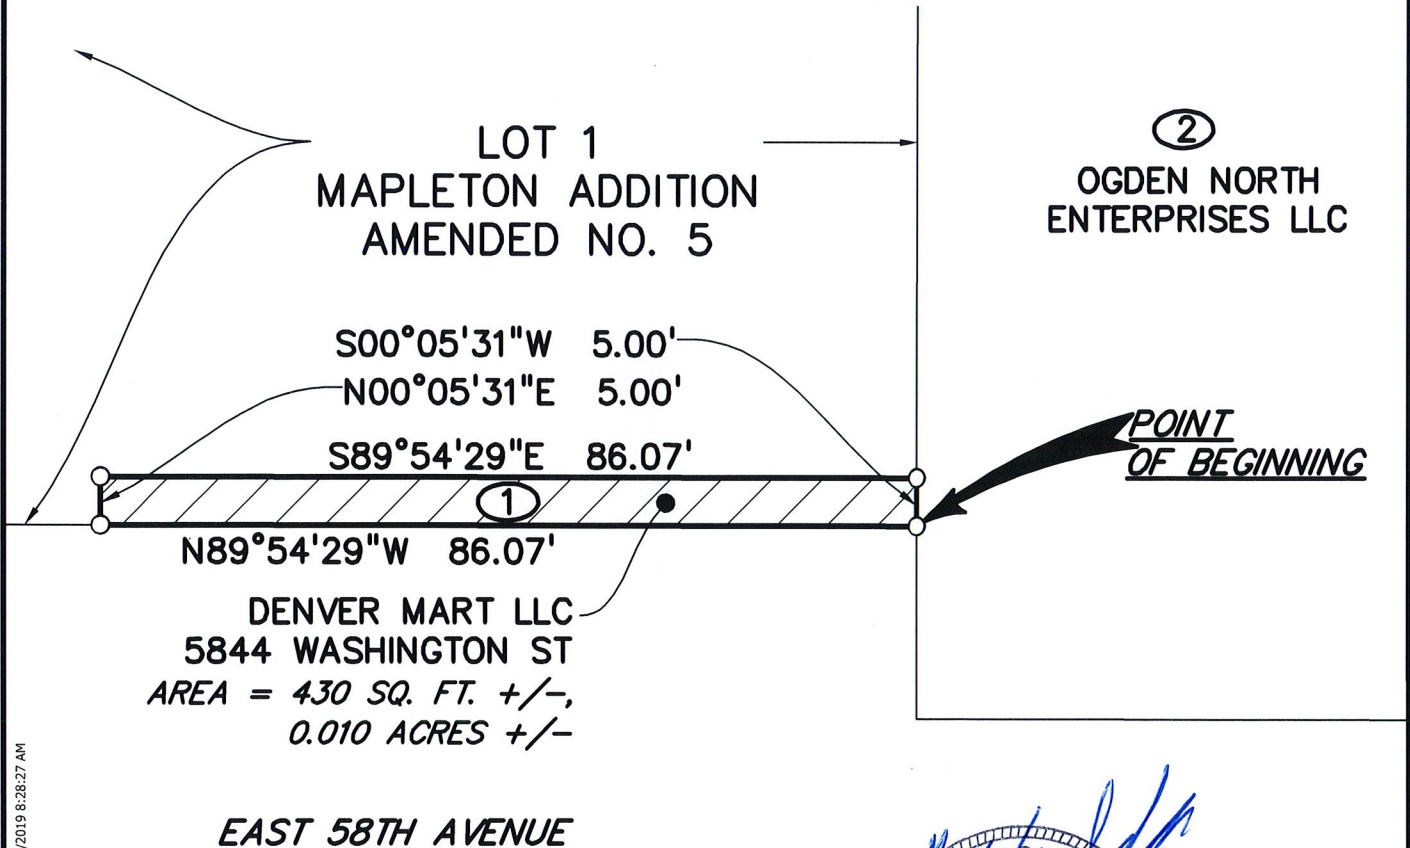 LOT 1
MAPLETON ADDITION
AMENDED NO. 5
2
OGDEN NORTH
ENTERPRISES LLC
S00°05'31"W 5.00'
N00°05'31"E 5.00'
S89°54'29"E 86.07'
POINT
OF BEGINNING
1
N89°54'29"W 86.07'
DENVER MART LLC
5844 WASHINGTON ST
AREA = 430 SQ. FT. +/-,
0.010 ACRES +/-
EAST 58TH AVENUE
/2019 8:28:27 AM